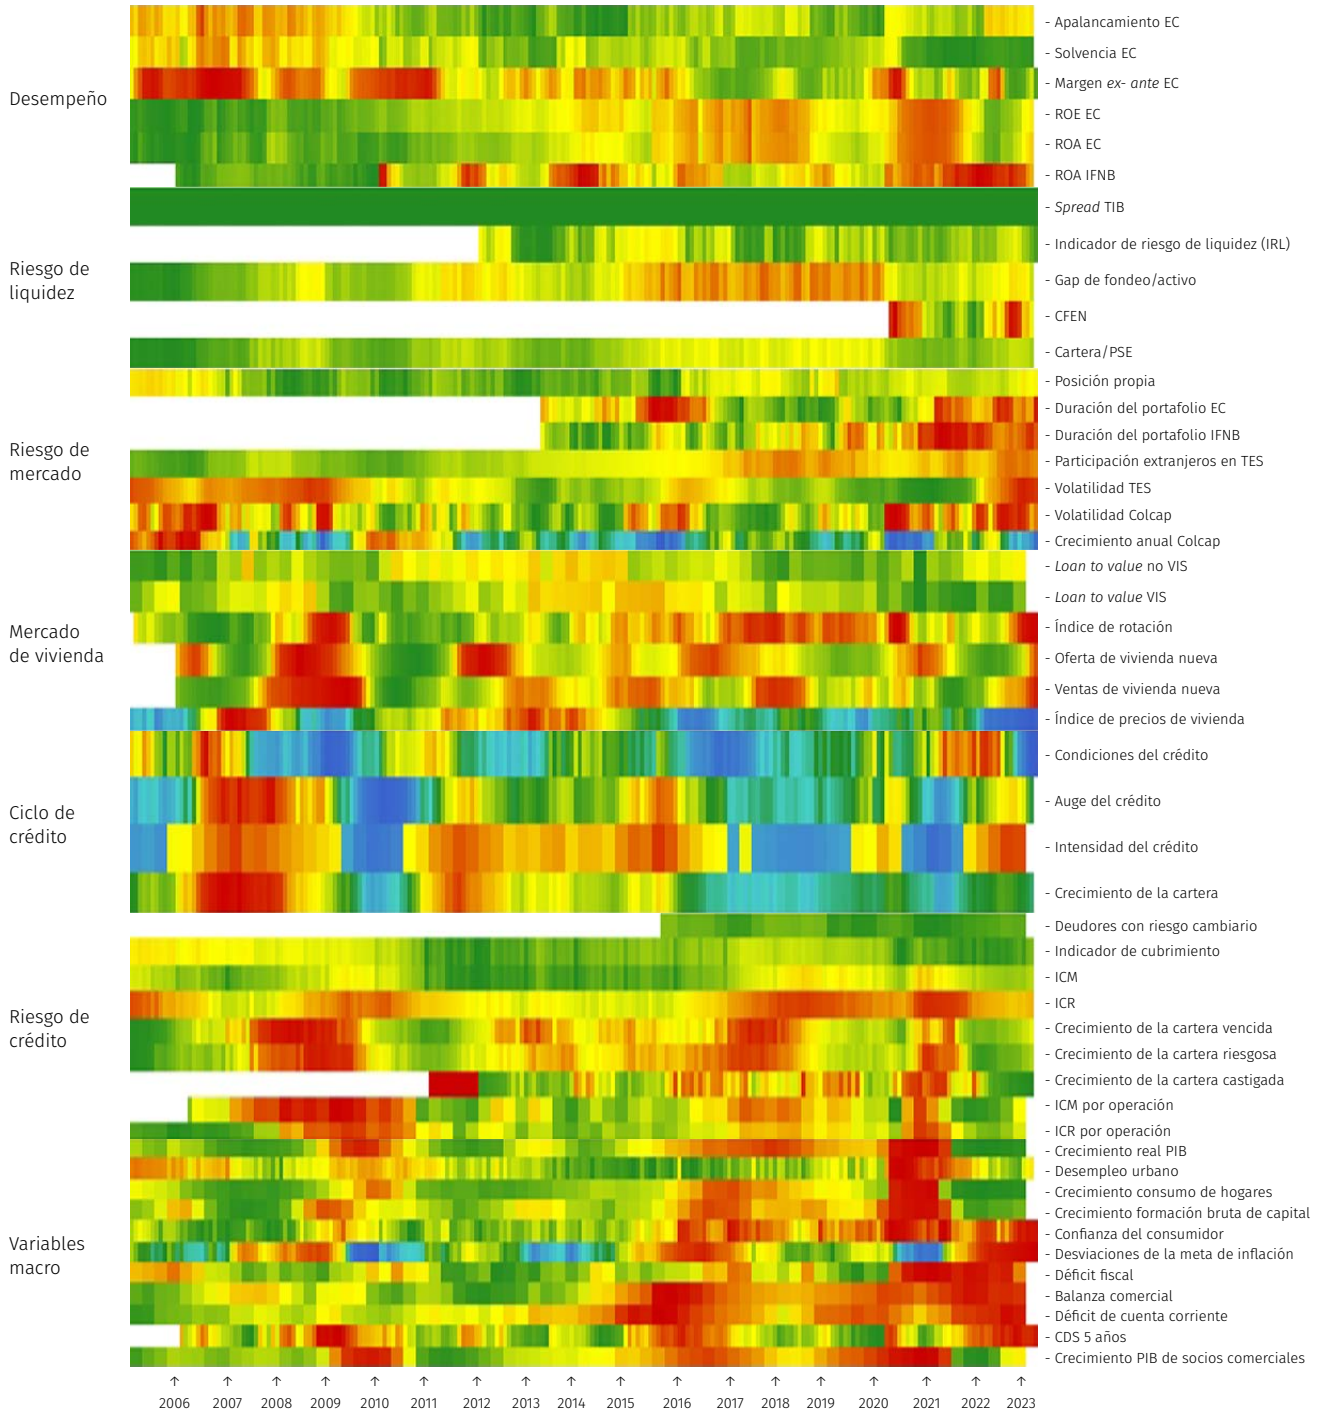 Desempeño
- Apalancamiento EC
- Solvencia EC
- Margen ex- ante EC
- ROE EC
- ROA EC
- ROA IFNB
Riesgo de
liquidez
- Spread TIB
- Indicador de riesgo de liquidez (IRL)
- Gap de fondeo/activo
- CFEN
- Cartera/PSE
Riesgo de
mercado
- Posición propia
- Duración del portafolio EC
- Duración del portafolio IFNB
- Participación extranjeros en TES
- Volatilidad TES
- Volatilidad Colcap
- Crecimiento anual Colcap
Mercado
de vivienda
- Loan to value no VIS
- Loan to value VIS
- Índice de rotación
- Oferta de vivienda nueva
- Ventas de vivienda nueva
- Índice de precios de vivienda
Ciclo de
crédito
- Condiciones del crédito
- Auge del crédito
- Intensidad del crédito
- Crecimiento de la cartera
Riesgo de
crédito
- Deudores con riesgo cambiario
- Indicador de cubrimiento
- ICM
- ICR
- Crecimiento de la cartera vencida
- Crecimiento de la cartera riesgosa
- Crecimiento de la cartera castigada
- ICM por operación
- ICR por operación
Variables
macro
- Crecimiento real PIB
- Desempleo urbano
- Crecimiento consumo de hogares
- Crecimiento formación bruta de capital
- Confianza del consumidor
- Desviaciones de la meta de inflación
- Déficit fiscal
- Balanza comercial
- Déficit de cuenta corriente
- CDS 5 años
- Crecimiento PIB de socios comerciales
2006 2007 2008 2009 2010 2011 2012 2013 2014 2015 2016 2017 2018 2019 2020 2021 2022 2023